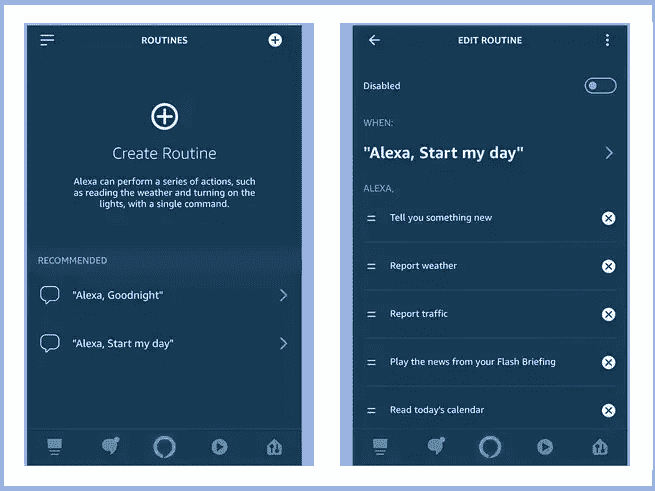 ROUTINES
Create Routine
Alexa can perform a series of actions, such
as reading the weather and turning on the
lights, with a single command.
RECOMMENDED
"Alexa, Goodnight"
"Alexa, Start my day"
EDIT ROUTINE
Disabled
WHEN:
"Alexa, Start my day"
ALEXA,
Tell you something new
Report weather
Report traffic
Play the news from your Flash Briefing
Read today's calendar